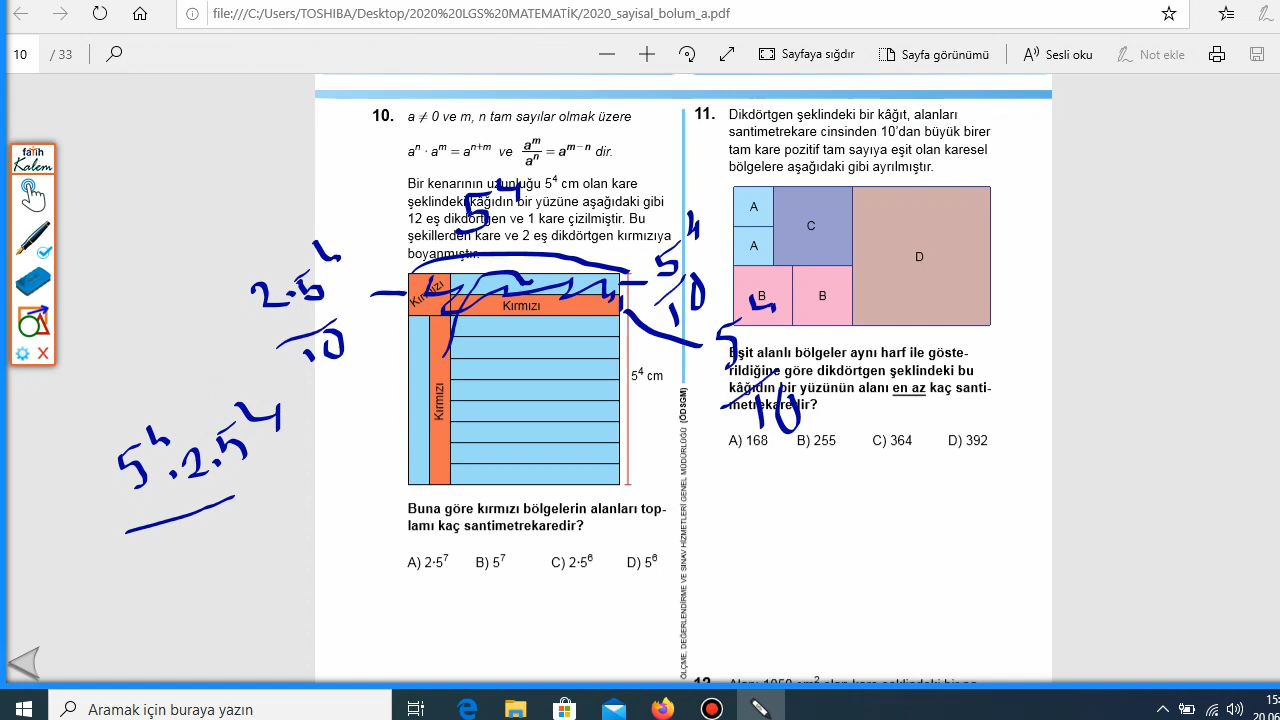 file:///C:/Users/TOSHIBA/Desktop/2020%20LGS%20MATEMATİK/2020_sayisal_bolum_a.pdf
10 / 33
Sayfaya sığdır
Sayfa görünümü
Sesli oku
Not ekle
fatih
Kalem
10. a ≠ 0 ve m, n tam sayılar olmak üzere
aⁿ · aᵐ = aⁿ⁺ᵐ ve aᵐ/aⁿ = aᵐ⁻ⁿ dir.
Bir kenarının uzunluğu 5⁴ cm olan kare
şeklindeki kâğıdın bir yüzüne aşağıdaki gibi
12 eş dikdörtgen ve 1 kare çizilmiştir. Bu
şekillerden kare ve 2 eş dikdörtgen kırmızıya
boyanmıştır.
5⁴
Kırmızı
Kırmızı
Kırmızı
5⁴ cm
2·5⁴/10
5⁴/10
5⁴/10
5⁴·2·5⁴
Buna göre kırmızı bölgelerin alanları top-
lamı kaç santimetrekaredir?
A) 2·5⁷ B) 5⁷ C) 2·5⁶ D) 5⁶
ÖLÇME, DEĞERLENDİRME VE SINAV HİZMETLERİ GENEL MÜDÜRLÜĞÜ (ÖDSGM)
11. Dikdörtgen şeklindeki bir kâğıt, alanları
santimetrekare cinsinden 10'dan büyük birer
tam kare pozitif tam sayıya eşit olan karesel
bölgelere aşağıdaki gibi ayrılmıştır.
A
A
C
D
B
B
Eşit alanlı bölgeler aynı harf ile göste-
rildiğine göre dikdörtgen şeklindeki bu
kâğıdın bir yüzünün alanı en az kaç santi-
metrekaredir?
A) 168 B) 255 C) 364 D) 392
Aramak için buraya yazın